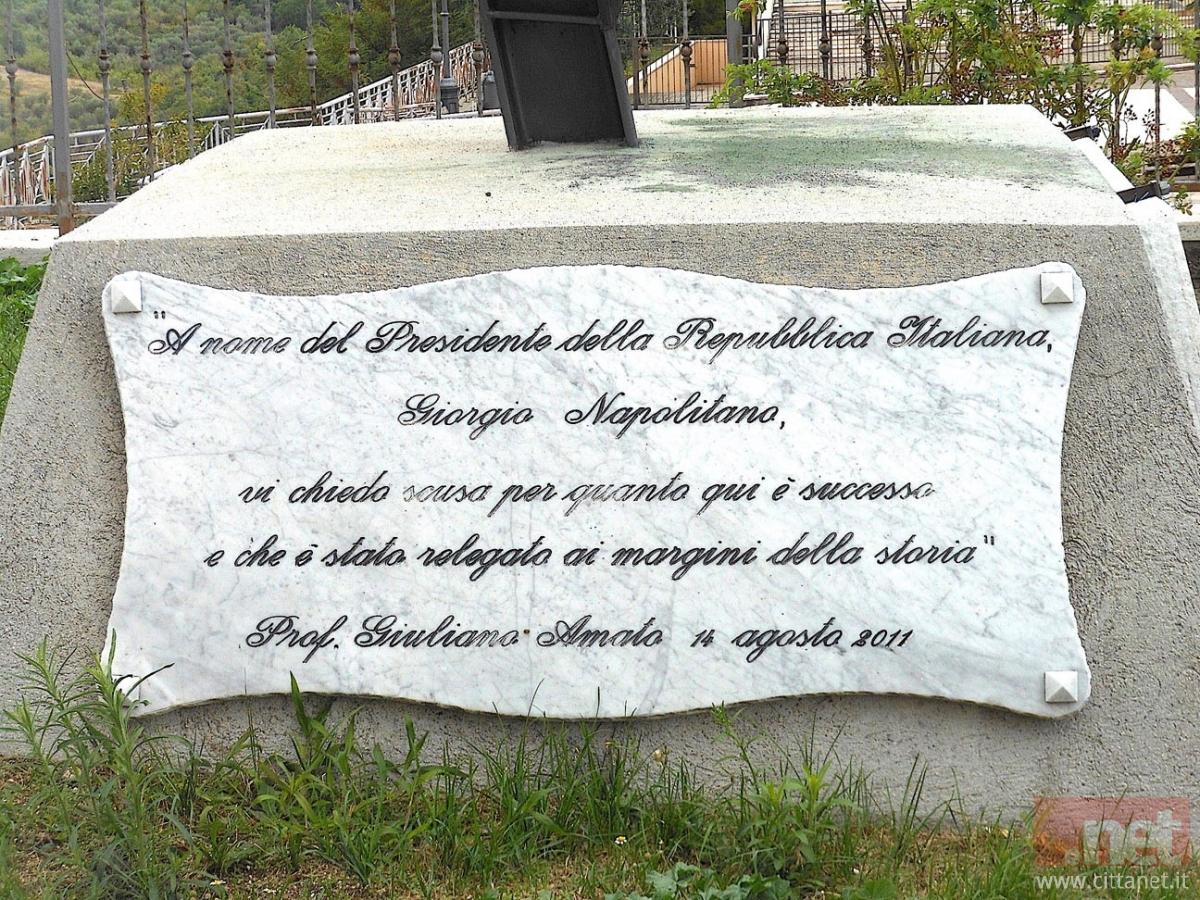 "A nome del Presidente della Repubblica Italiana,
Giorgio Napolitano,
vi chiedo scusa per quanto qui è successo
e che è stato relegato ai margini della storia"
Prof. Giuliano Amato 14 agosto 2011
.net
www.cittanet.it